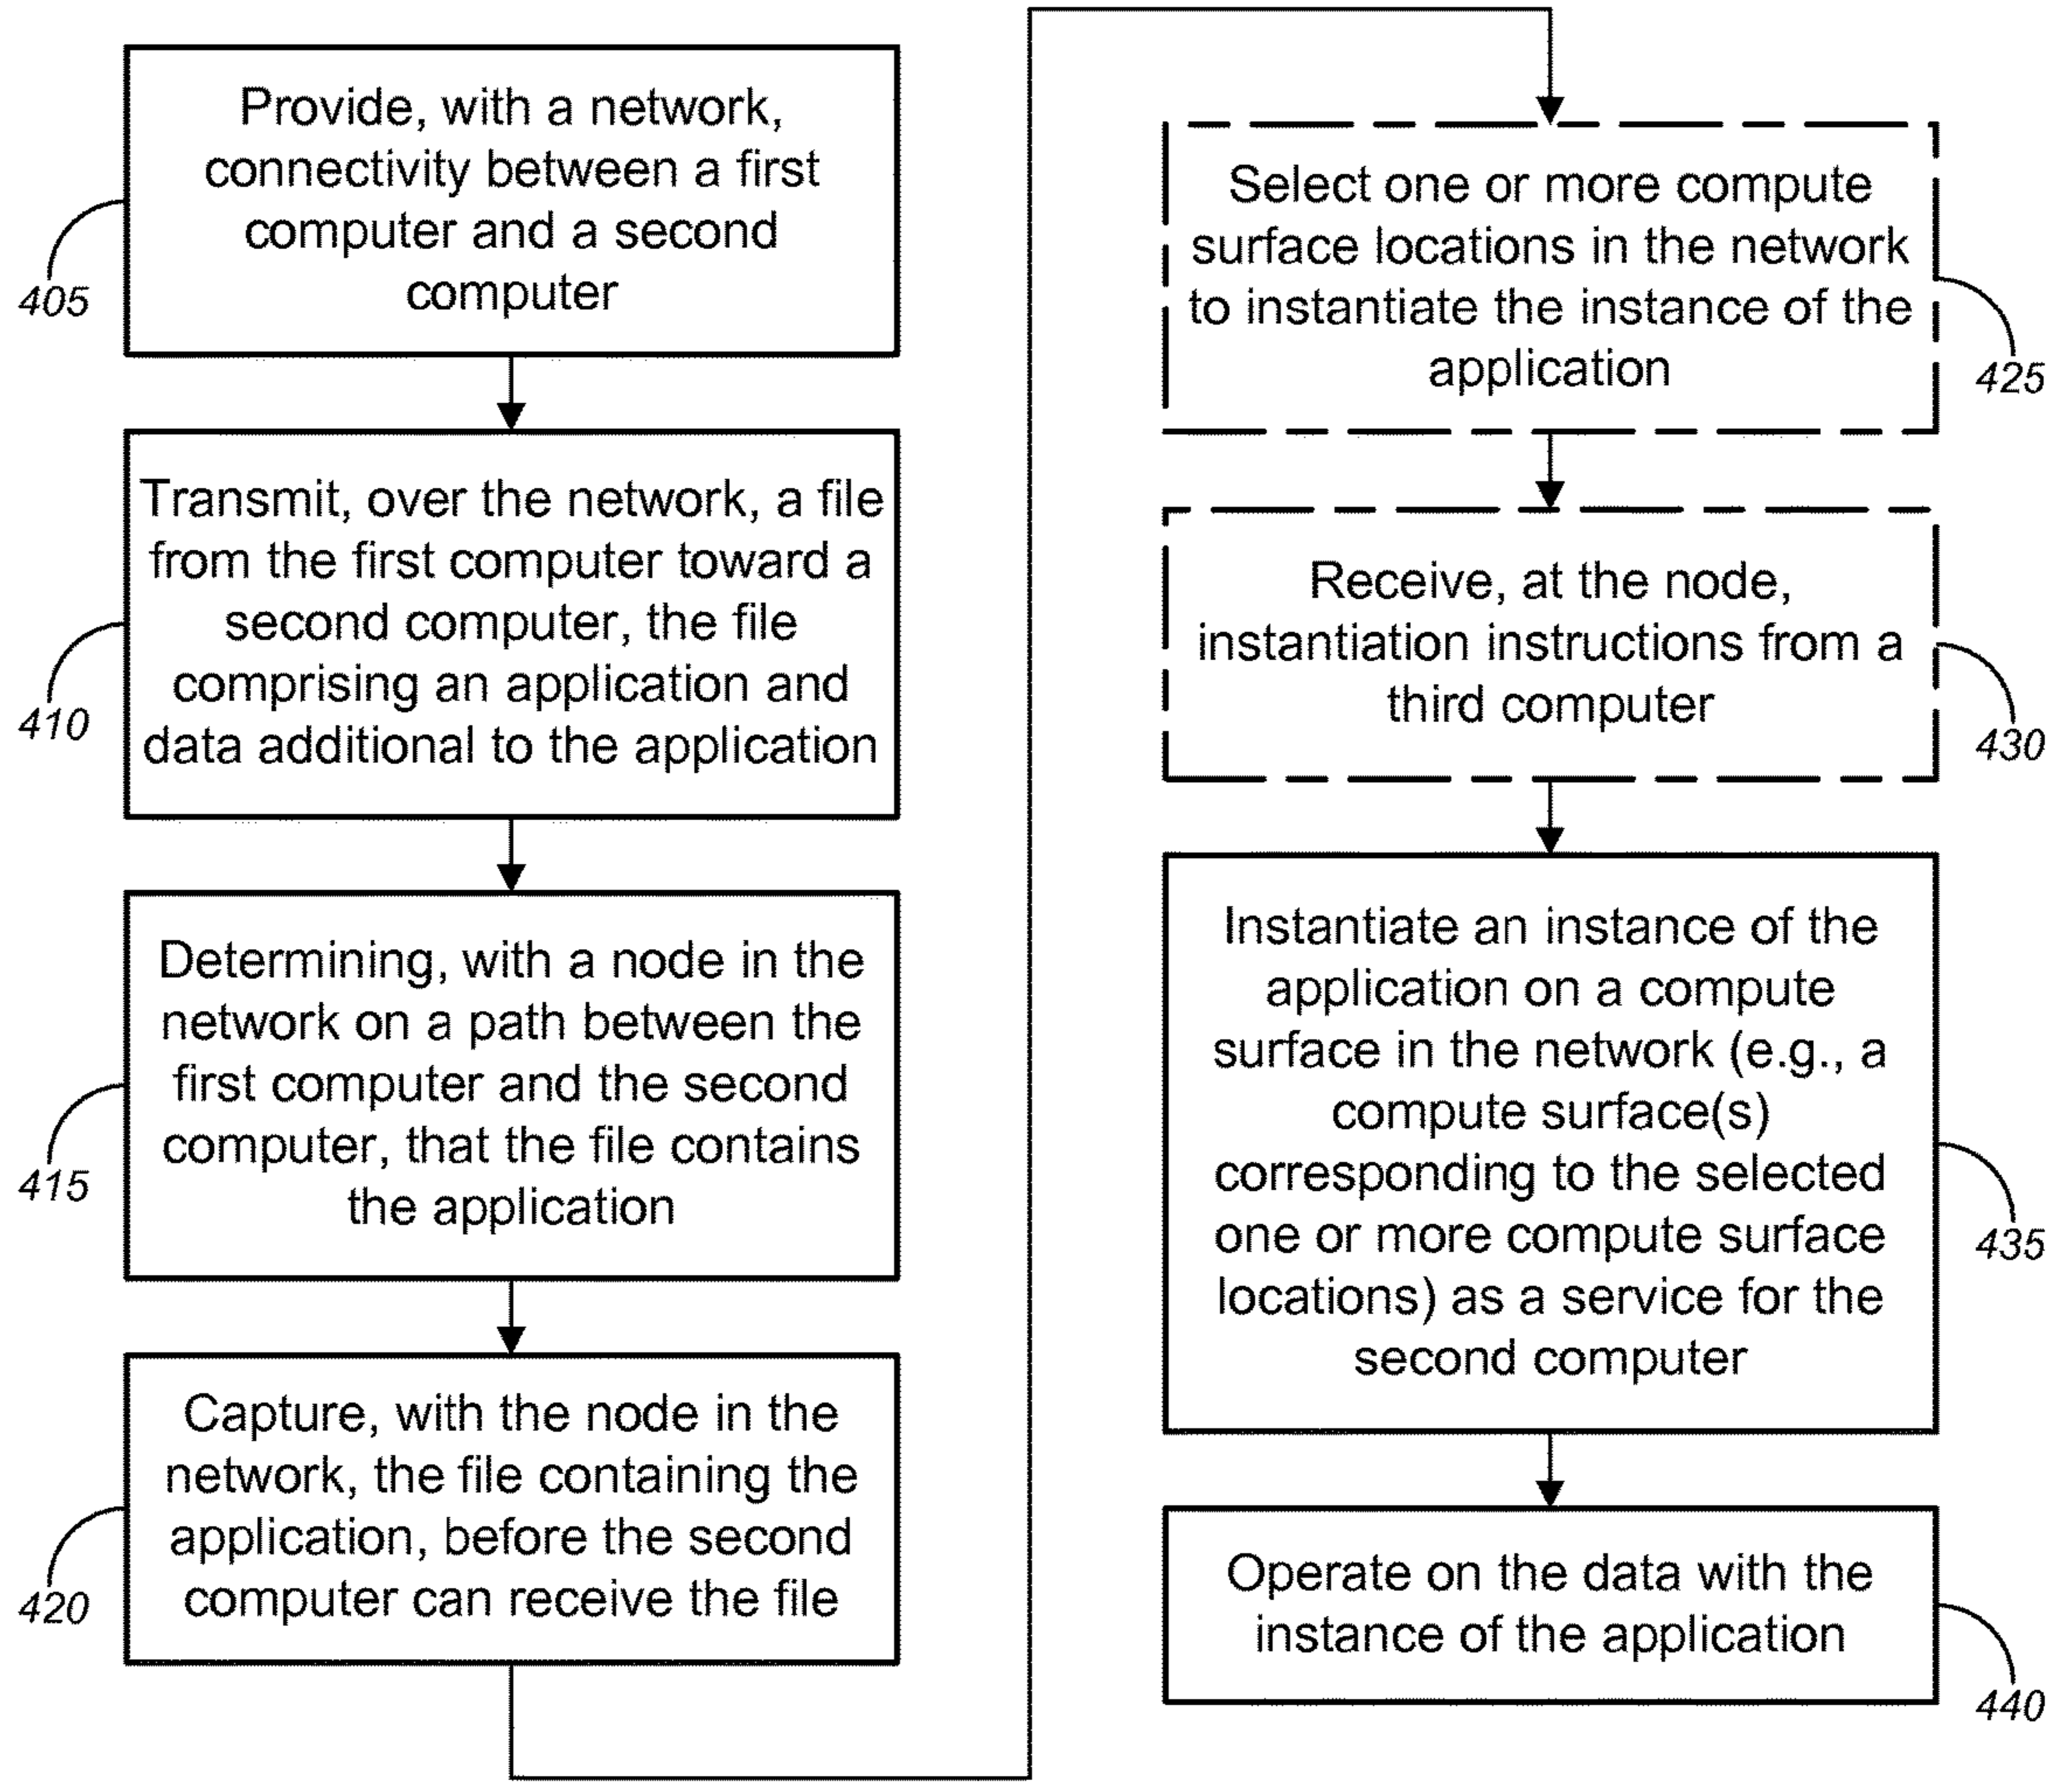 Provide, with a network,
connectivity between a first
computer and a second
computer
405
Transmit, over the network, a file
from the first computer toward a
second computer, the file
comprising an application and
data additional to the application
410
Determining, with a node in the
network on a path between the
first computer and the second
computer, that the file contains
the application
415
Capture, with the node in the
network, the file containing the
application, before the second
computer can receive the file
420
Select one or more compute
surface locations in the network
to instantiate the instance of the
application
425
Receive, at the node,
instantiation instructions from a
third computer
430
Instantiate an instance of the
application on a compute
surface in the network (e.g., a
compute surface(s)
corresponding to the selected
one or more compute surface
locations) as a service for the
second computer
435
Operate on the data with the
instance of the application
440